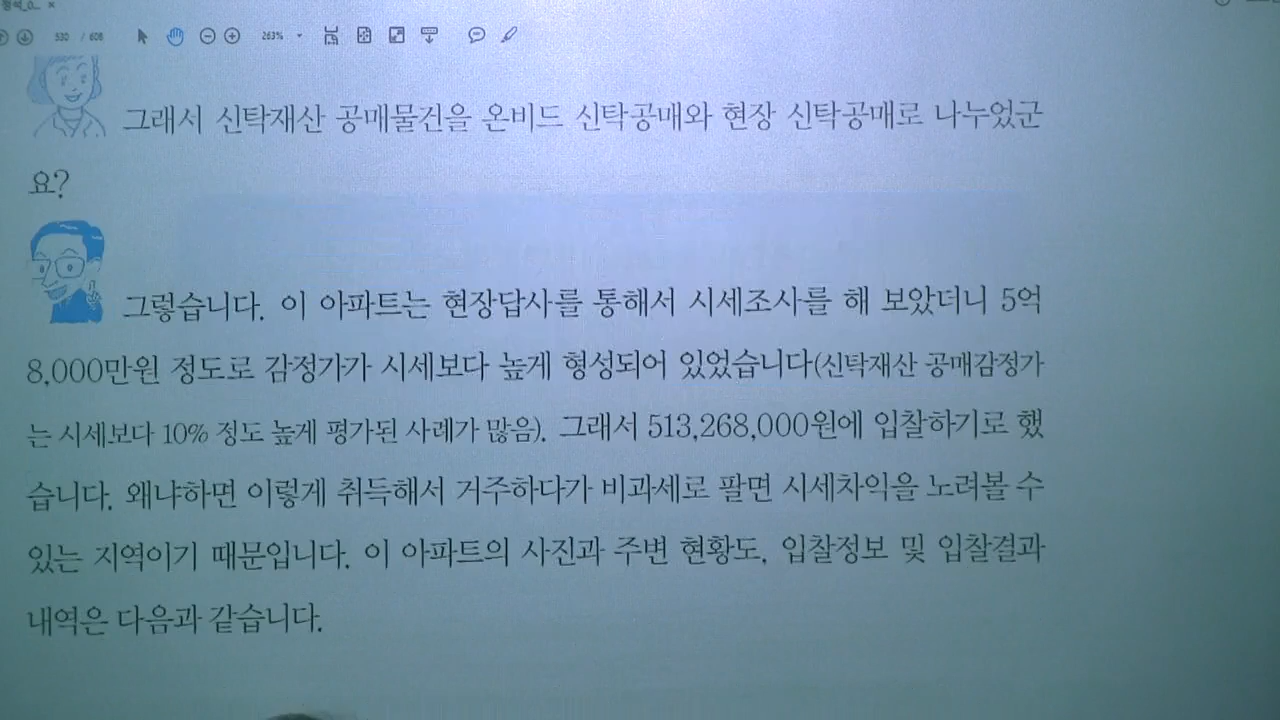 530 / 608
263%
그래서 신탁재산 공매물건을 온비드 신탁공매와 현장 신탁공매로 나누었군
요?
그렇습니다. 이 아파트는 현장답사를 통해서 시세조사를 해 보았더니 5억
8,000만원 정도로 감정가가 시세보다 높게 형성되어 있었습니다(신탁재산 공매감정가
는 시세보다 10% 정도 높게 평가된 사례가 많음). 그래서 513,268,000원에 입찰하기로 했
습니다. 왜냐하면 이렇게 취득해서 거주하다가 비과세로 팔면 시세차익을 노려볼 수
있는 지역이기 때문입니다. 이 아파트의 사진과 주변 현황도, 입찰정보 및 입찰결과
내역은 다음과 같습니다.